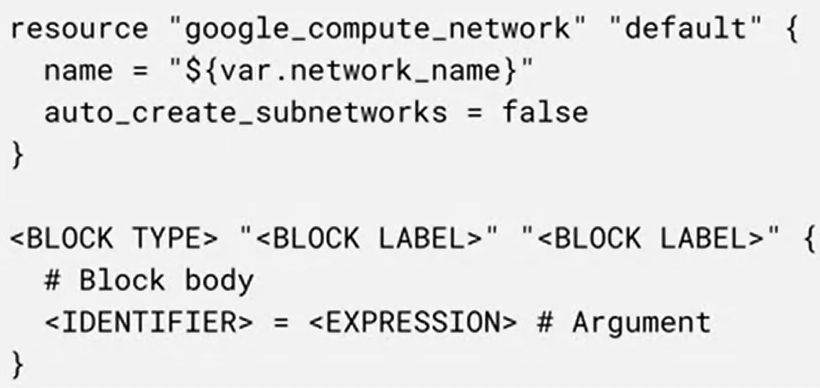 resource "google_compute_network" "default" {
  name = "${var.network_name}"
  auto_create_subnetworks = false
}

<BLOCK TYPE> "<BLOCK LABEL>" "<BLOCK LABEL>" {
  # Block body
  <IDENTIFIER> = <EXPRESSION> # Argument
}